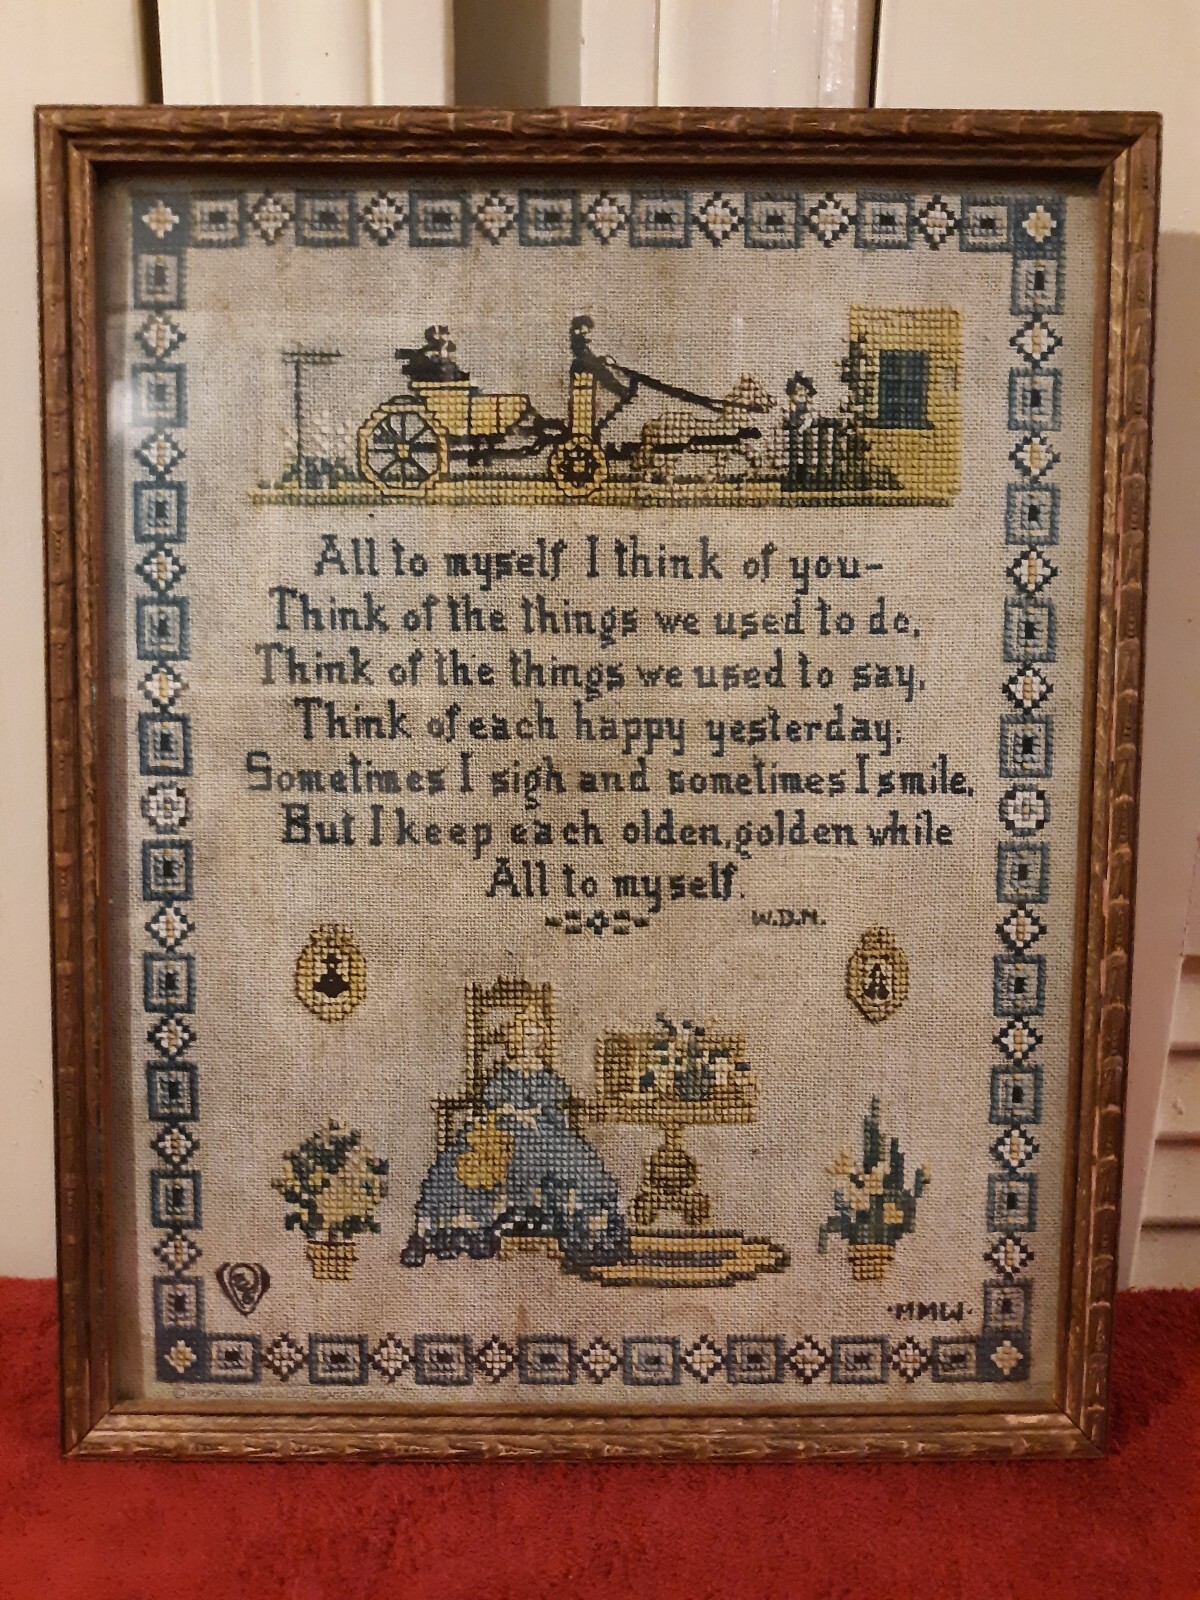 All to myself I think of you-
Think of the things we used to do,
Think of the things we used to say,
Think of each happy yesterday;
Sometimes I sigh and sometimes I smile,
But I keep each olden, golden while
All to myself.
W.D.N.
·MMW·